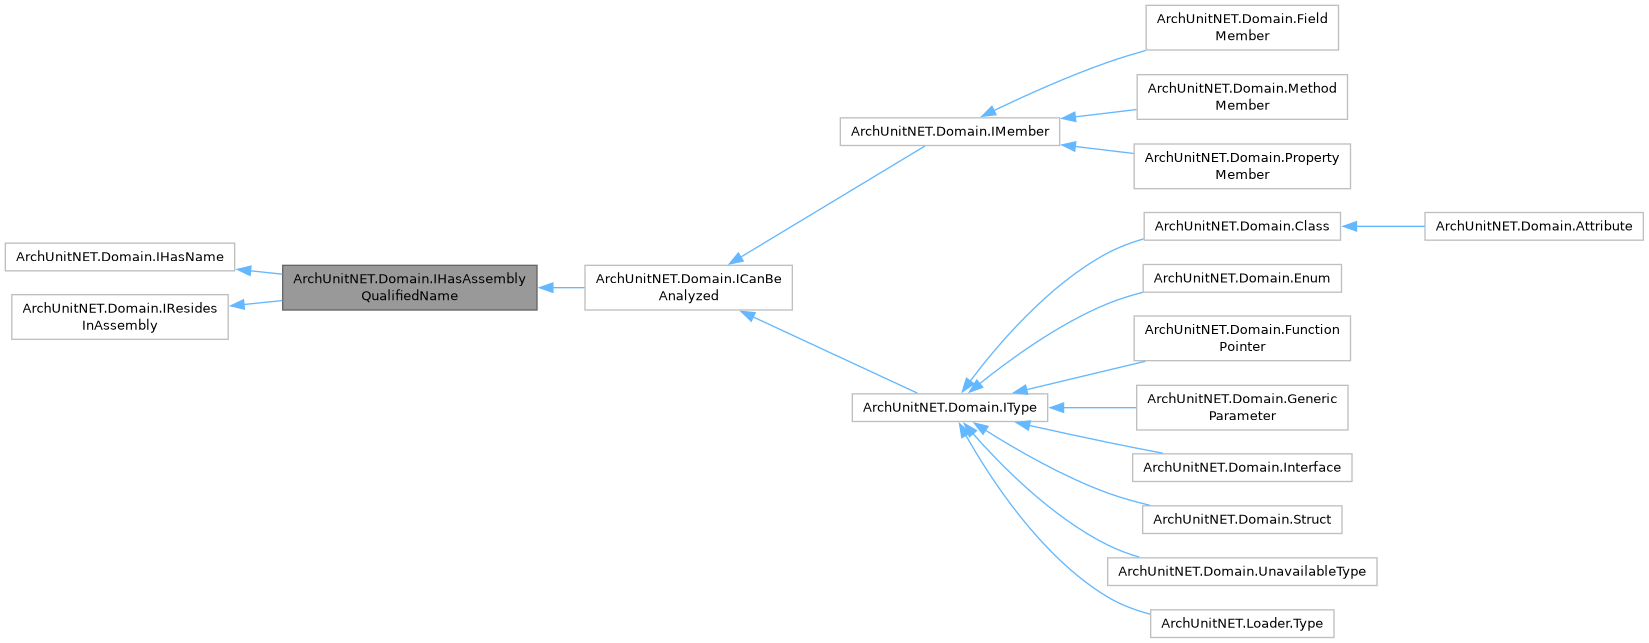 ArchUnitNET.Domain.IHasName
ArchUnitNET.Domain.IResides
InAssembly
ArchUnitNET.Domain.IHasAssembly
QualifiedName
ArchUnitNET.Domain.ICanBe
Analyzed
ArchUnitNET.Domain.IMember
ArchUnitNET.Domain.Field
Member
ArchUnitNET.Domain.Method
Member
ArchUnitNET.Domain.Property
Member
ArchUnitNET.Domain.IType
ArchUnitNET.Domain.Class
ArchUnitNET.Domain.Attribute
ArchUnitNET.Domain.Enum
ArchUnitNET.Domain.Function
Pointer
ArchUnitNET.Domain.Generic
Parameter
ArchUnitNET.Domain.Interface
ArchUnitNET.Domain.Struct
ArchUnitNET.Domain.UnavailableType
ArchUnitNET.Loader.Type